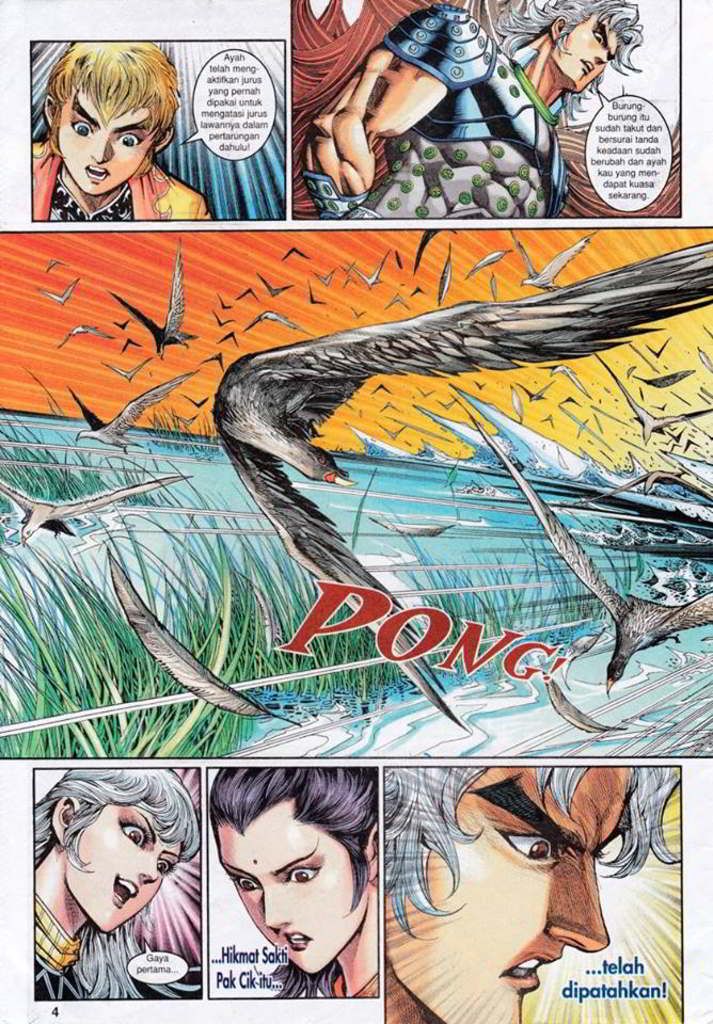 Ayah
telah meng-
aktifkan jurus
yang pernah
dipakai untuk
mengatasi jurus
lawannya dalam
pertarungan
dahulu!
Burung-
burung itu
sudah takut dan
bersurai tanda
keadaan sudah
berubah dan ayah
kau yang men-
dapat kuasa
sekarang.
PONG!
Gaya
pertama...
...Hikmat Sakti
Pak Cik itu...
...telah
dipatahkan!
4